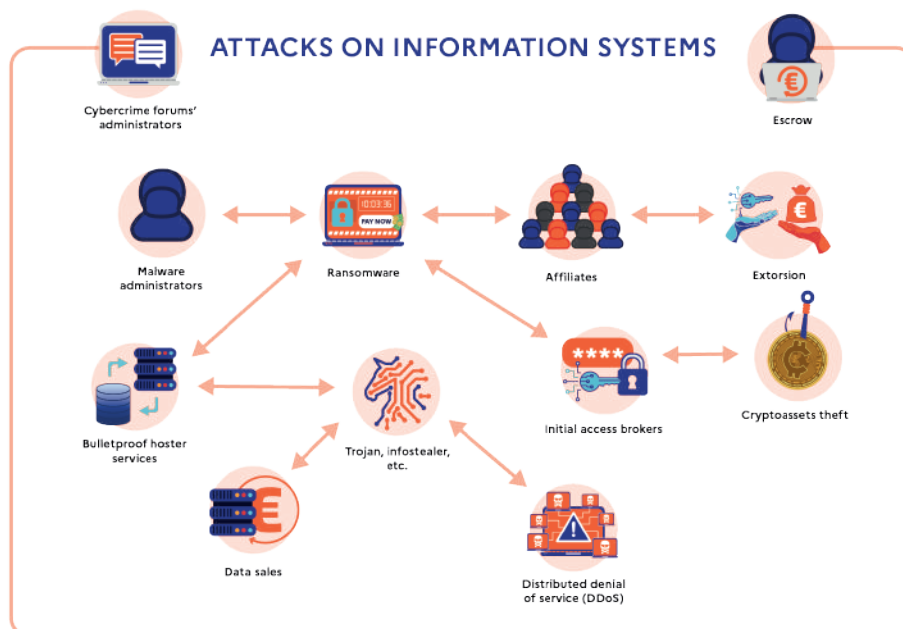 ATTACKS ON INFORMATION SYSTEMS
Cybercrime forums'
administrators
Escrow
10:03:36
PAY NOW
Malware
administrators
Ransomware
Affiliates
Extorsion
****
Bulletproof hoster
services
Trojan, infostealer,
etc.
Initial access brokers
Cryptoassets theft
Data sales
Distributed denial
of service (DDoS)